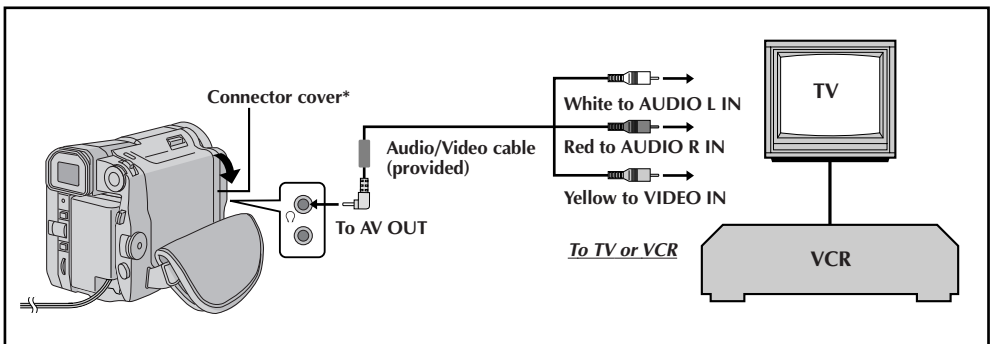 Connector cover*
Audio/Video cable
(provided)
To AV OUT
White to AUDIO L IN
Red to AUDIO R IN
Yellow to VIDEO IN
To TV or VCR
TV
VCR